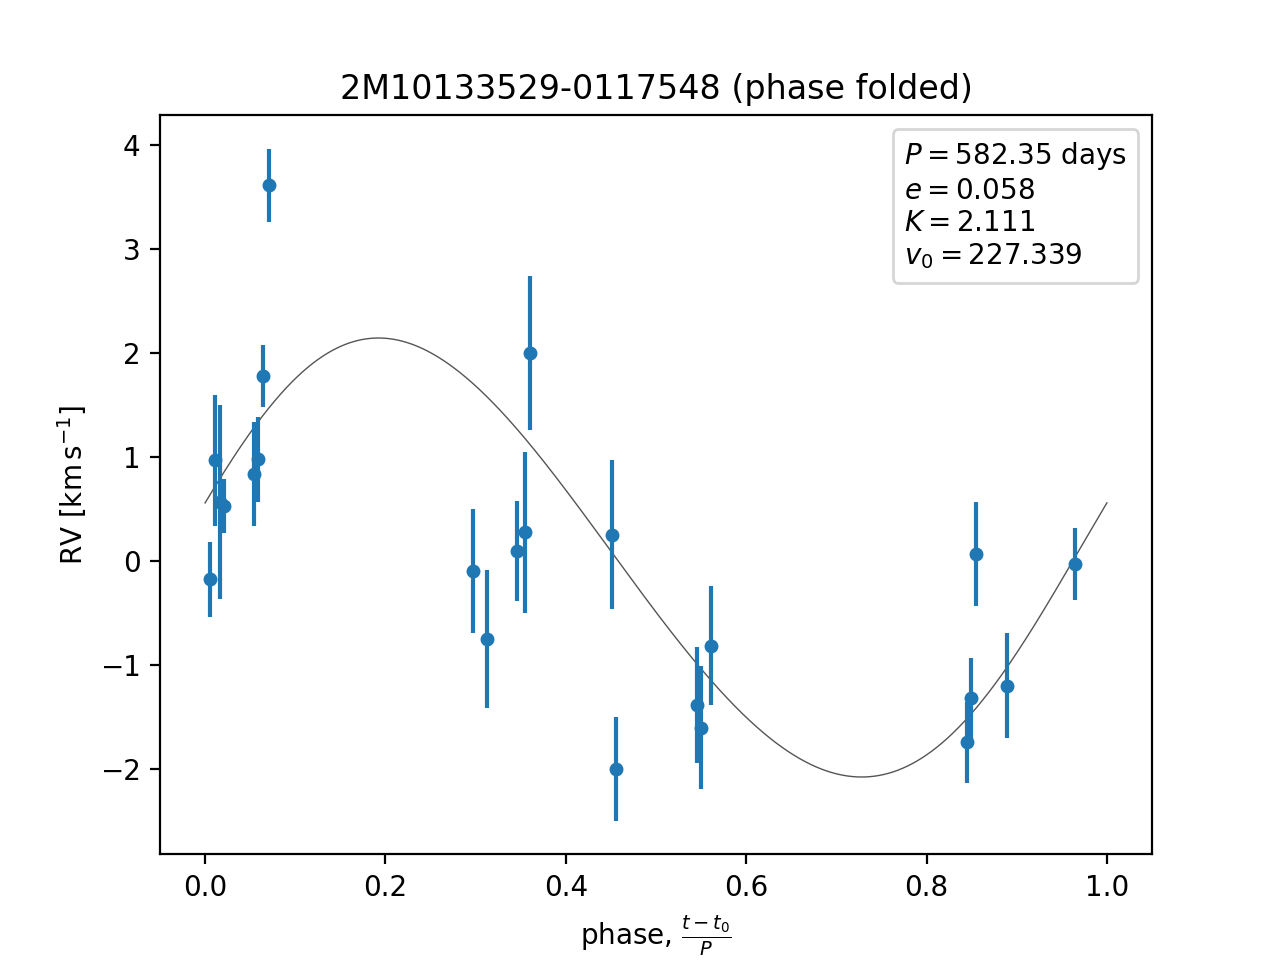 2M10133529-0117548 (phase folded)
P = 582.35 days
e = 0.058
K = 2.111
v₀ = 227.339
4
3
2
1
0
−1
−2
RV [km s⁻¹]
0.0 0.2 0.4 0.6 0.8 1.0
phase, (t − t₀)/P